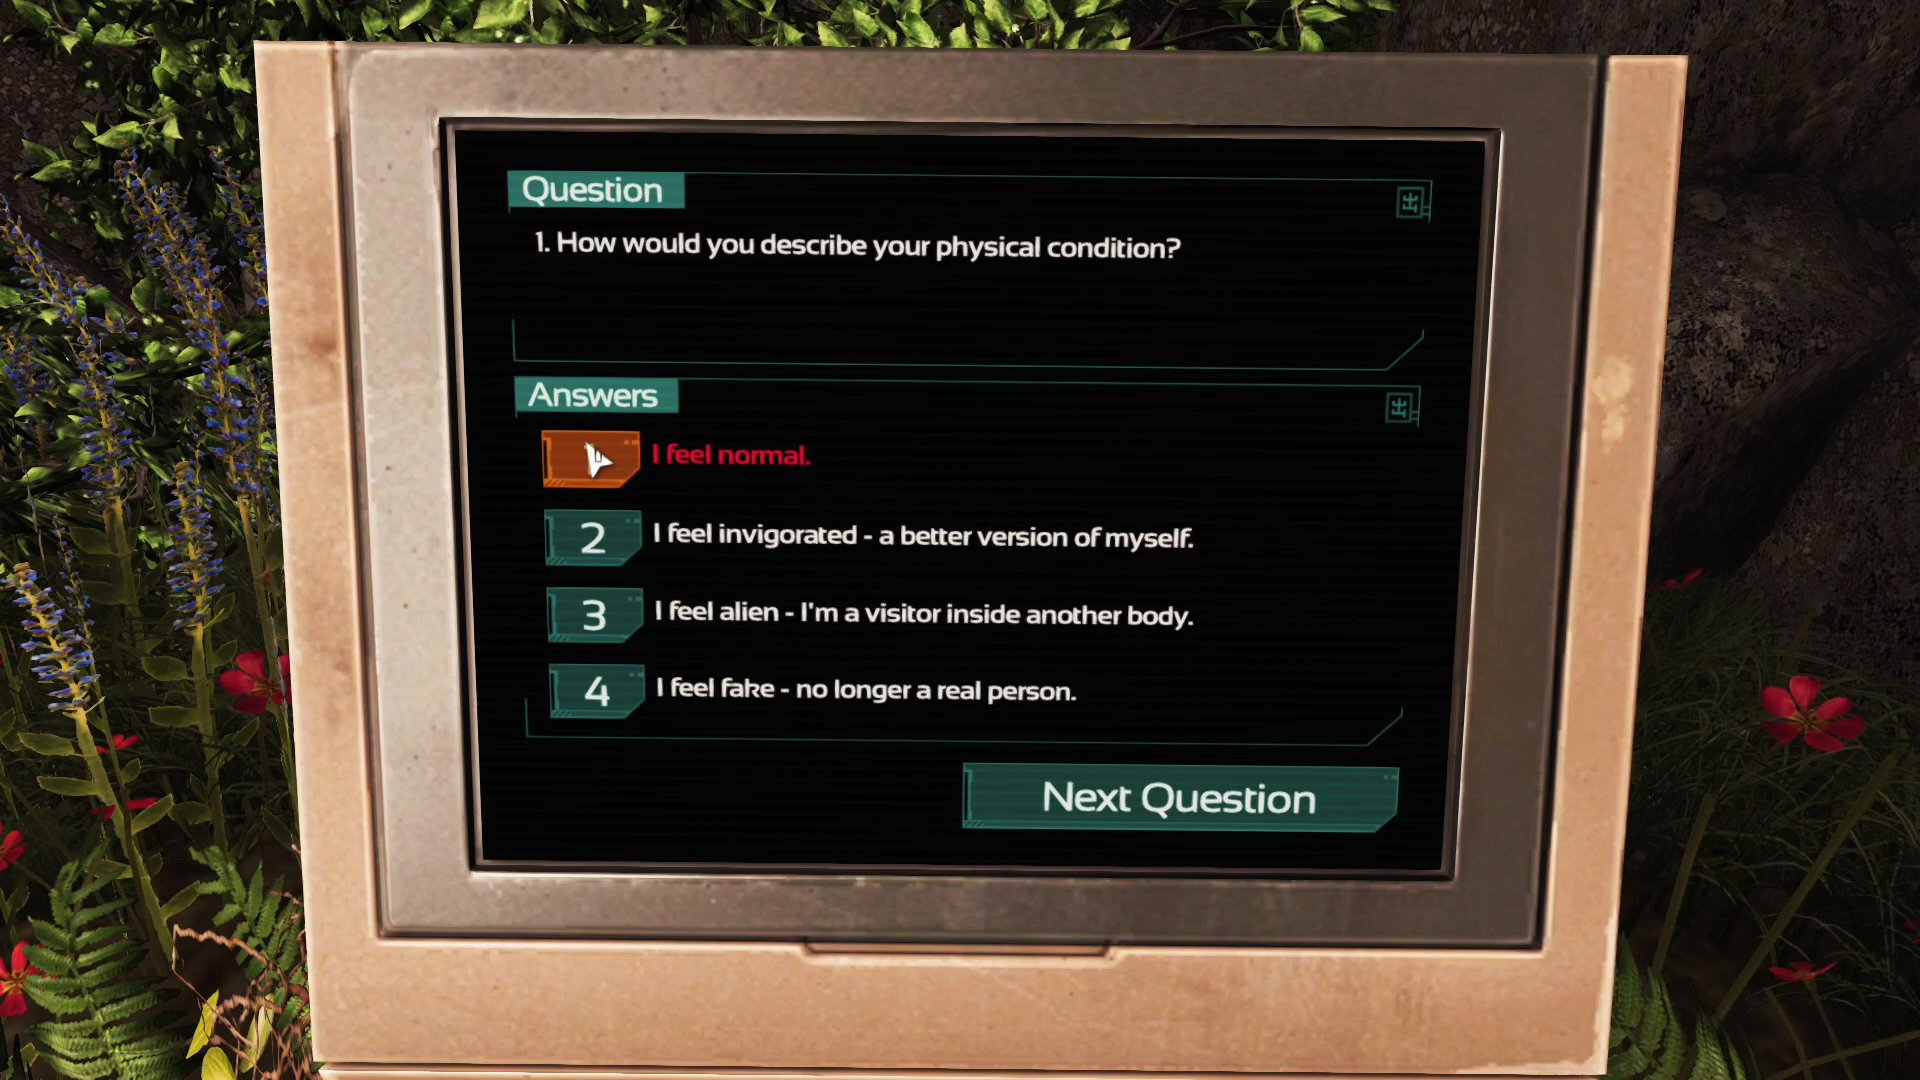 Question
1. How would you describe your physical condition?
Answers
I feel normal.
2 I feel invigorated - a better version of myself.
3 I feel alien - I'm a visitor inside another body.
4 I feel fake - no longer a real person.
Next Question